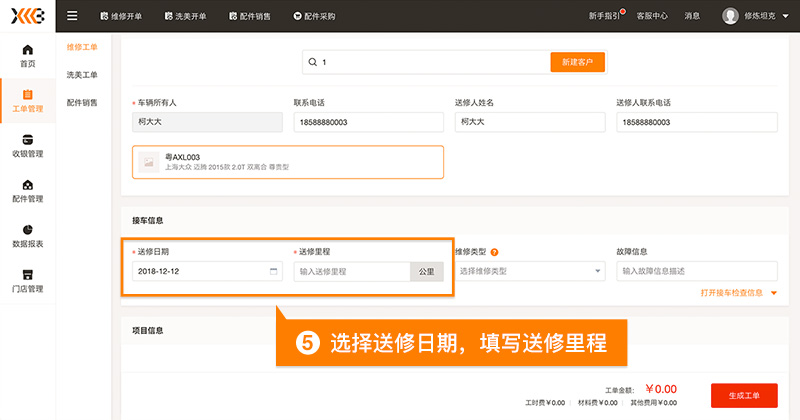 维修开单
洗美开单
配件销售
配件采购
新手指引
客服中心
消息
修炼坦克
首页
工单管理
收银管理
配件管理
数据报表
门店管理
维修工单
洗美工单
配件销售
1
新建客户
* 车辆所有人
联系电话
送修人姓名
送修人联系电话
柯大大
18588880003
柯大大
18588880003
粤AXL003
上海大众 迈腾 2015款 2.0T 双离合 尊贵型
接车信息
* 送修日期
* 送修里程
维修类型
故障信息
2018-12-12
输入送修里程
公里
选择维修类型
输入故障信息描述
打开接车检查信息
5 选择送修日期，填写送修里程
项目信息
工单金额： ￥0.00
工时费￥0.00 / 材料费￥0.00 / 其他费用￥0.00
生成工单